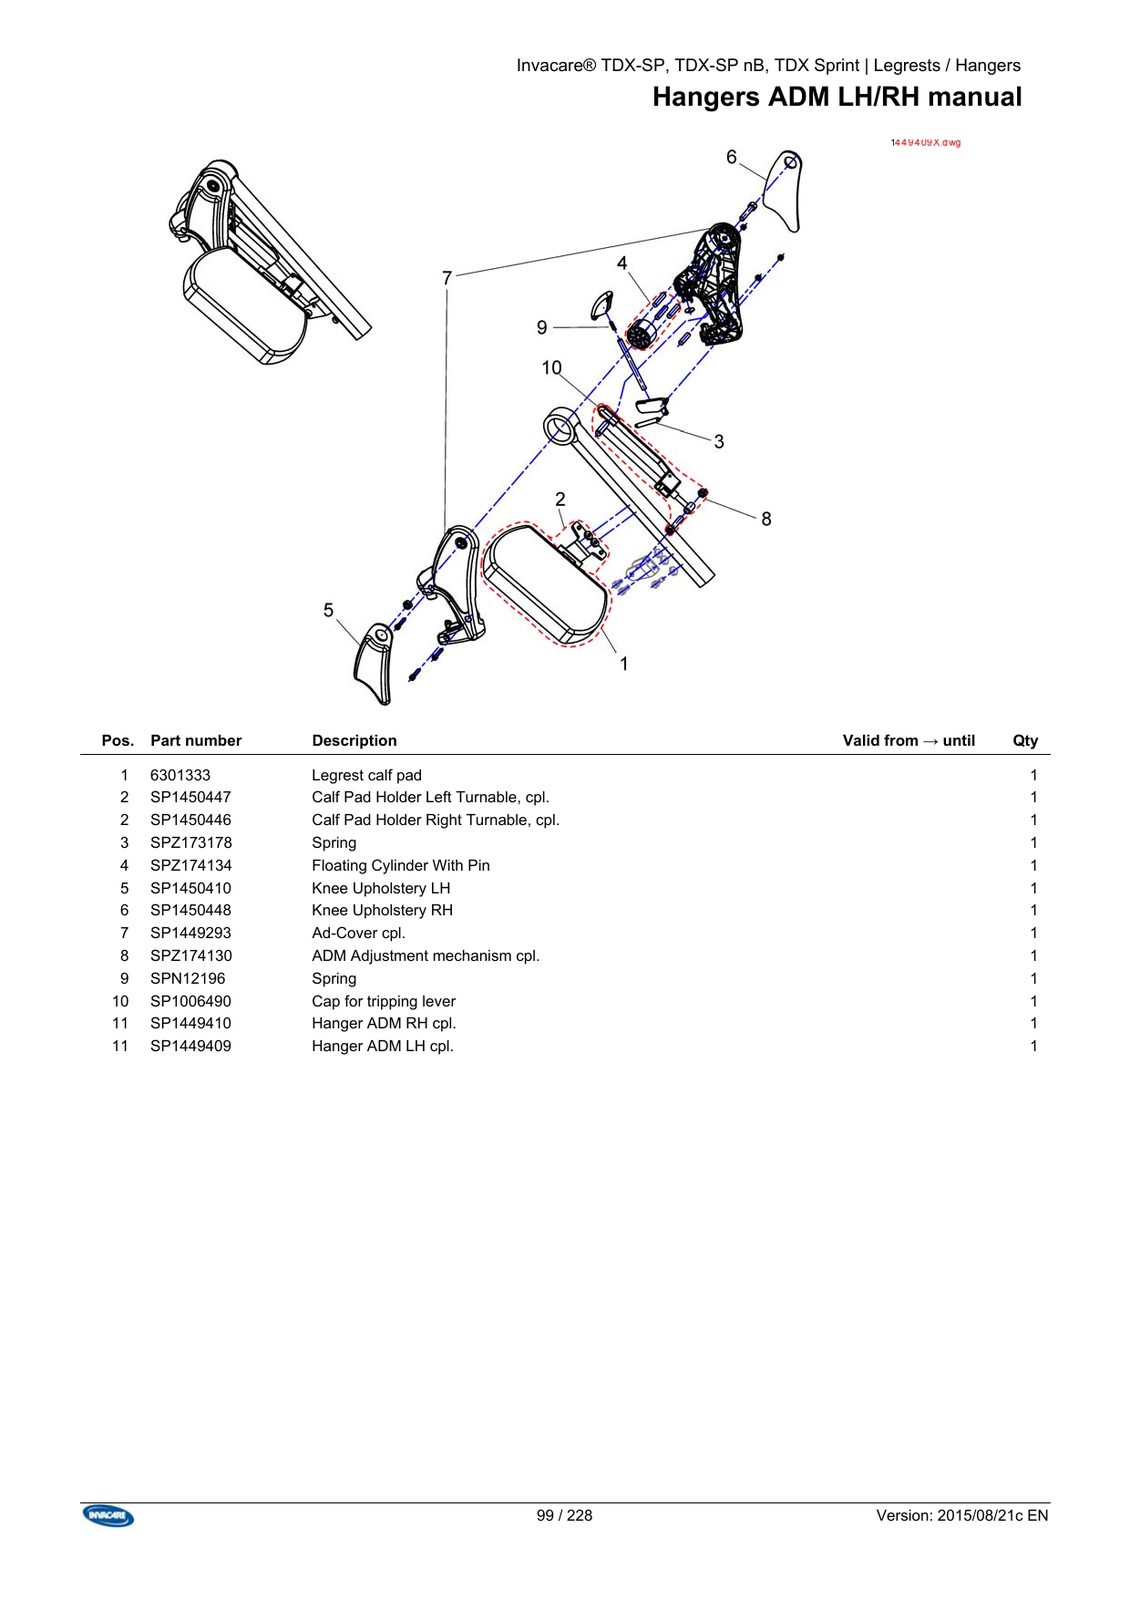 Invacare® TDX-SP, TDX-SP nB, TDX Sprint | Legrests / Hangers
Hangers ADM LH/RH manual
1449409X.dwg
6
7
4
9
10
3
2
8
5
1
Pos. Part number Description Valid from → until Qty
1 6301333 Legrest calf pad 1
2 SP1450447 Calf Pad Holder Left Turnable, cpl. 1
2 SP1450446 Calf Pad Holder Right Turnable, cpl. 1
3 SPZ173178 Spring 1
4 SPZ174134 Floating Cylinder With Pin 1
5 SP1450410 Knee Upholstery LH 1
6 SP1450448 Knee Upholstery RH 1
7 SP1449293 Ad-Cover cpl. 1
8 SPZ174130 ADM Adjustment mechanism cpl. 1
9 SPN12196 Spring 1
10 SP1006490 Cap for tripping lever 1
11 SP1449410 Hanger ADM RH cpl. 1
11 SP1449409 Hanger ADM LH cpl. 1
INVACARE 99 / 228 Version: 2015/08/21c EN